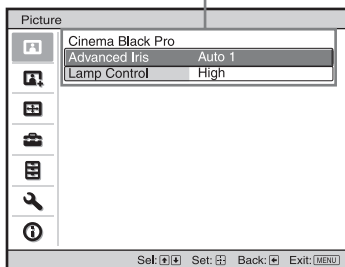 Picture
Cinema Black Pro
Advanced Iris Auto 1
Lamp Control High
Sel: Set: Back: Exit: MENU